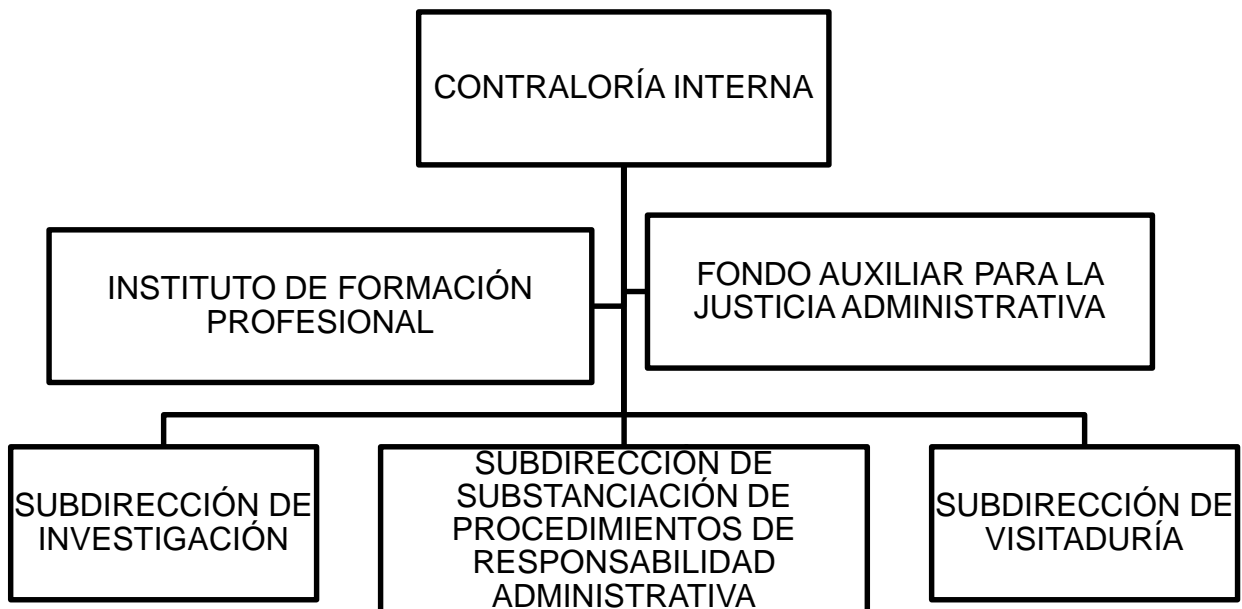 CONTRALORÍA INTERNA
INSTITUTO DE FORMACIÓN
PROFESIONAL
FONDO AUXILIAR PARA LA
JUSTICIA ADMINISTRATIVA
SUBDIRECCIÓN DE
INVESTIGACIÓN
SUBDIRECCIÓN DE
SUBSTANCIACIÓN DE
PROCEDIMIENTOS DE
RESPONSABILIDAD
ADMINISTRATIVA
SUBDIRECCIÓN DE
VISITADURÍA